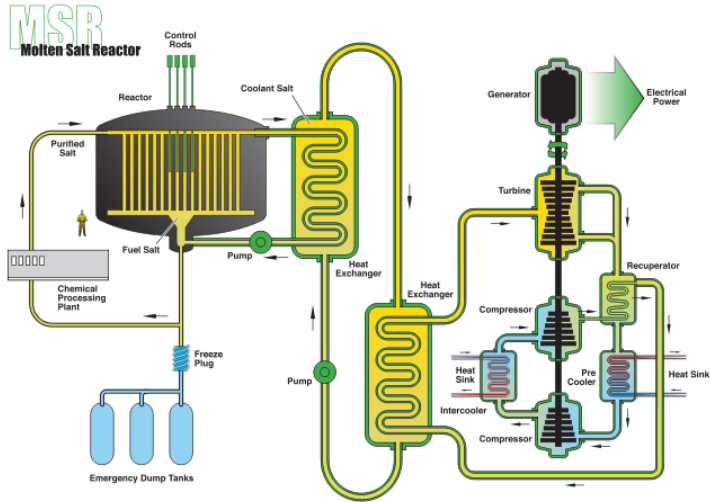 MSR
Molten Salt Reactor
Control
Rods
Reactor
Coolant Salt
Purified
Salt
Fuel Salt
Pump
Heat
Exchanger
Chemical
Processing
Plant
Freeze
Plug
Emergency Dump Tanks
Pump
Heat
Exchanger
Generator
Electrical
Power
Turbine
Recuperator
Compressor
Heat
Sink
Intercooler
Pre
Cooler
Heat Sink
Compressor